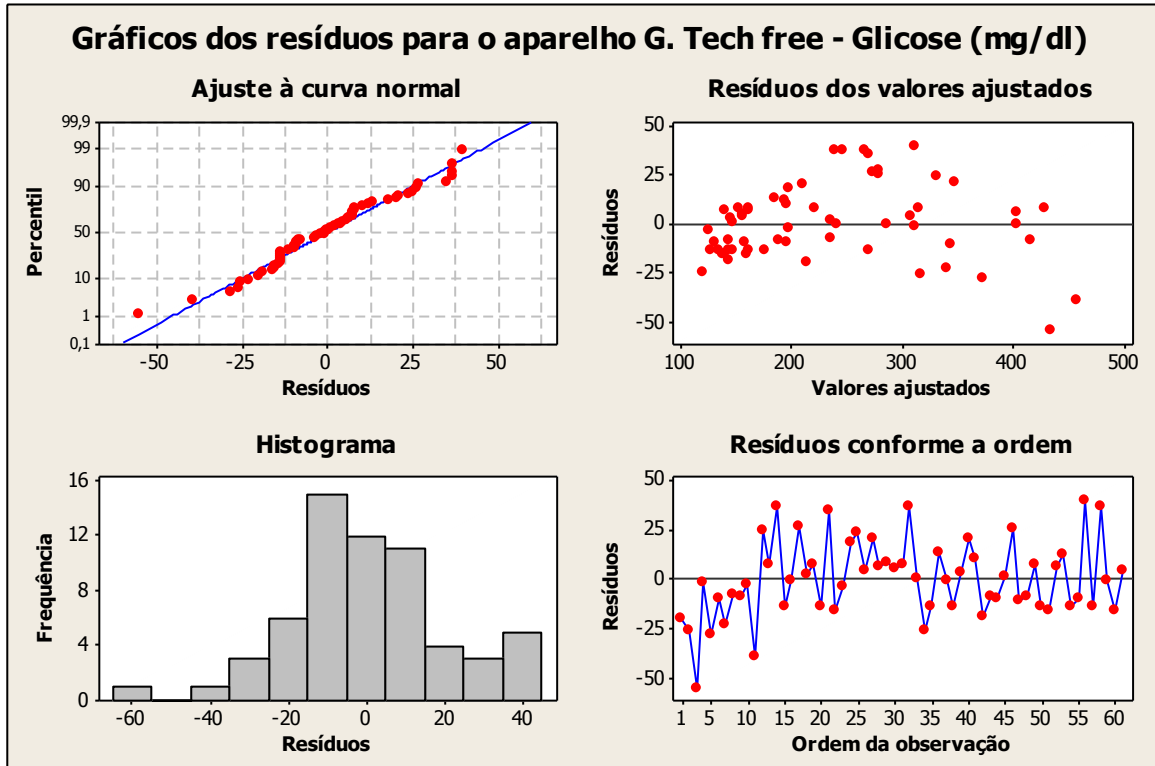 Gráficos dos resíduos para o aparelho G. Tech free - Glicose (mg/dl)
Ajuste à curva normal
Percentil
99,9
99
90
50
10
1
0,1
-50 -25 0 25 50
Resíduos
Resíduos dos valores ajustados
Resíduos
50
25
0
-25
-50
100 200 300 400 500
Valores ajustados
Histograma
Frequência
16
12
8
4
0
-60 -40 -20 0 20 40
Resíduos
Resíduos conforme a ordem
Resíduos
50
25
0
-25
-50
1 5 10 15 20 25 30 35 40 45 50 55 60
Ordem da observação